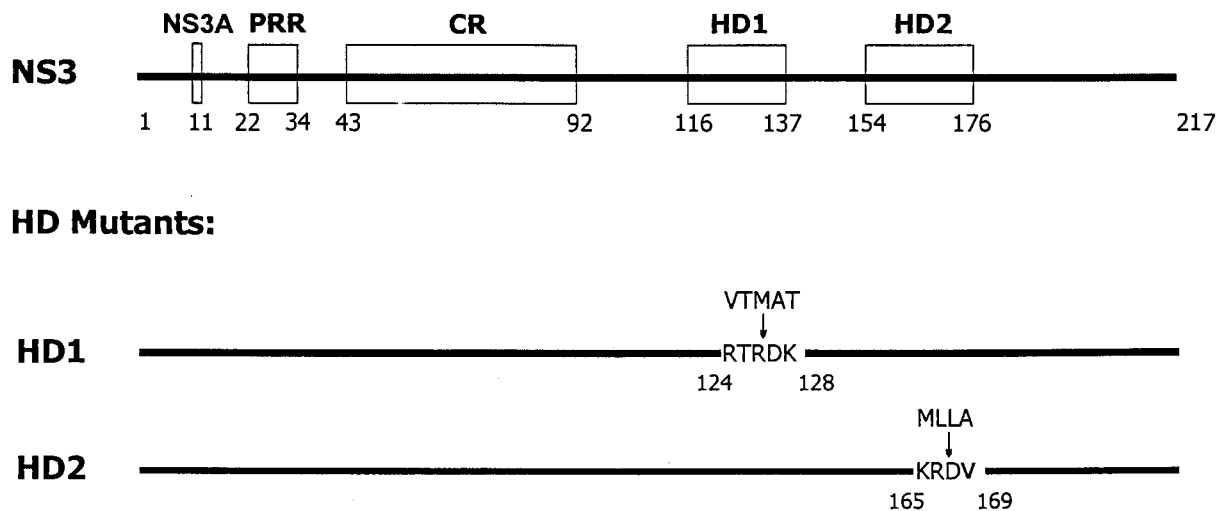 NS3A PRR CR HD1 HD2
NS3
1 11 22 34 43 92 116 137 154 176 217
HD Mutants:
VTMAT
HD1 RTRDK
124 128
MLLA
HD2 KRDV
165 169